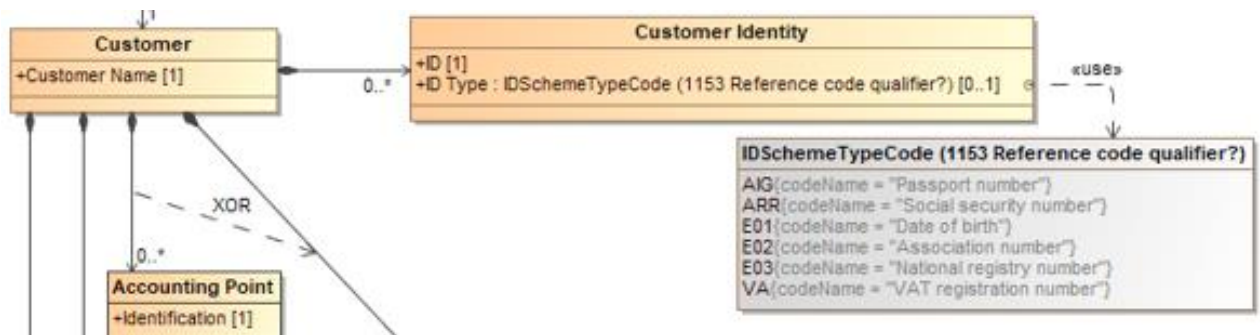 1
Customer
+Customer Name [1]
0..*
Customer Identity
+ID [1]
+ID Type : IDSchemeTypeCode (1153 Reference code qualifier?) [0..1]
«use»
IDSchemeTypeCode (1153 Reference code qualifier?)
AIG{codeName = "Passport number"}
ARR{codeName = "Social security number"}
E01{codeName = "Date of birth"}
E02{codeName = "Association number"}
E03{codeName = "National registry number"}
VA{codeName = "VAT registration number"}
XOR
0..*
Accounting Point
+Identification [1]